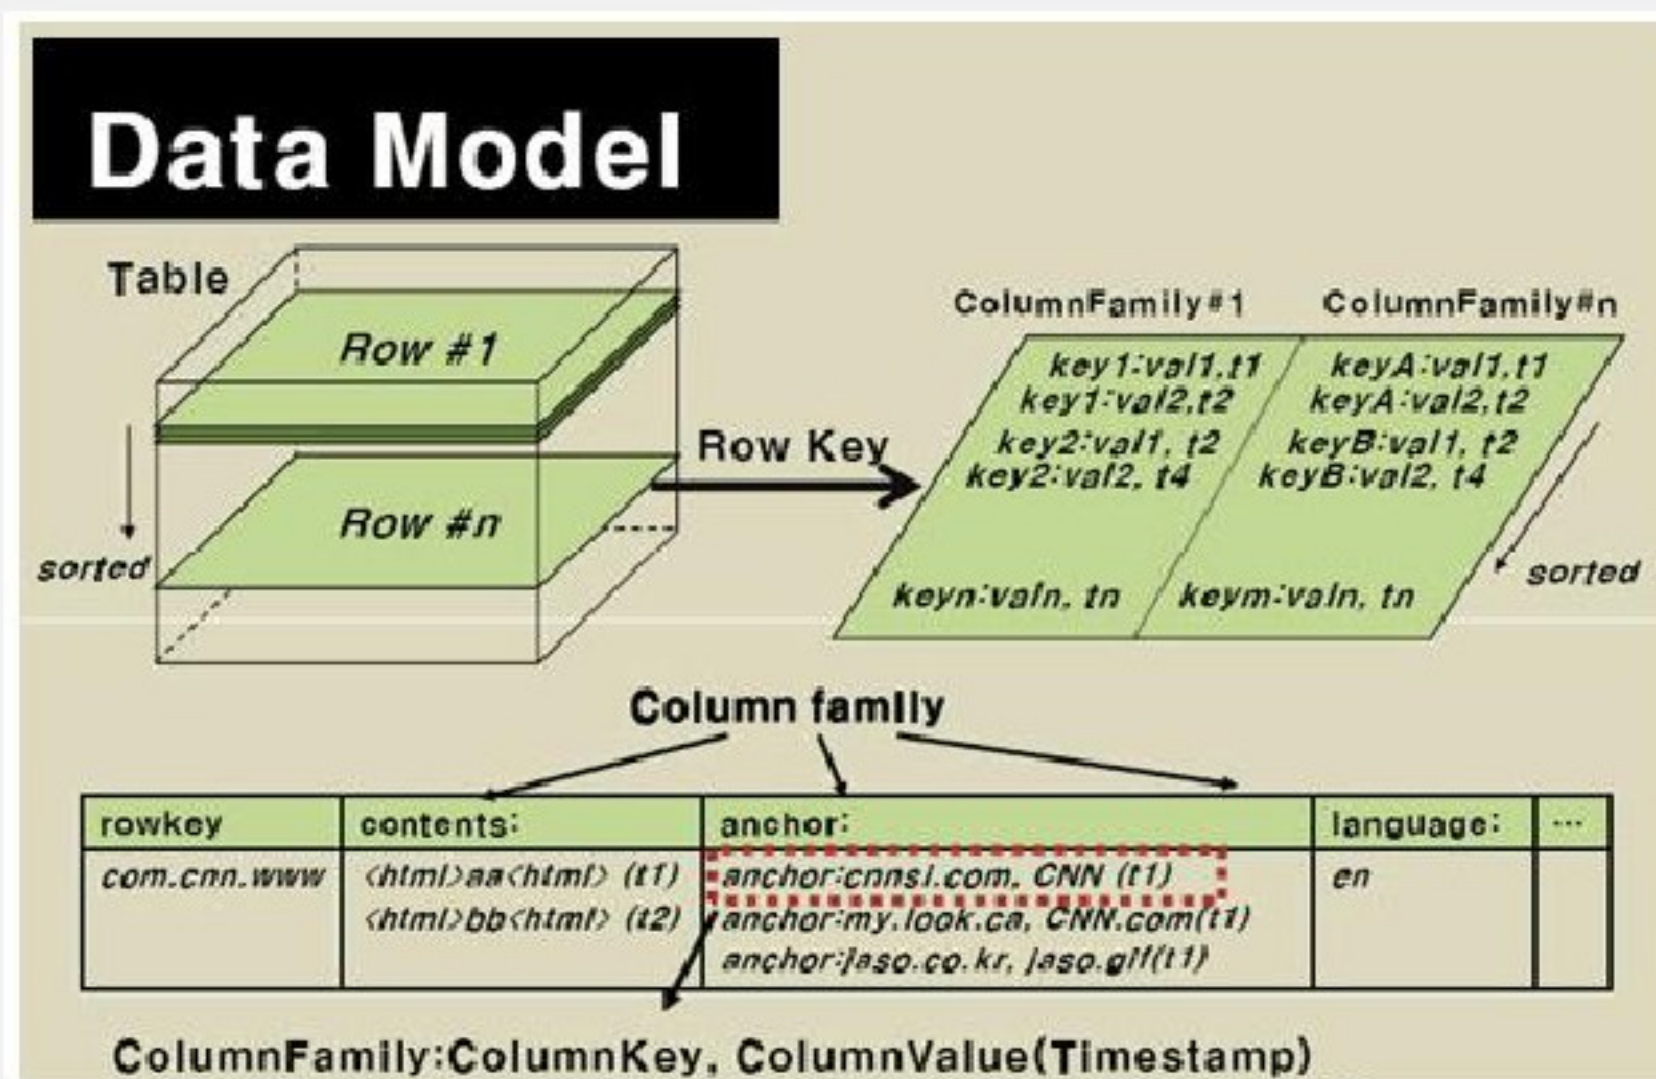 Data Model
Table
Row #1
Row #n
sorted
Row Key
ColumnFamily#1
ColumnFamily#n
key1:val1,t1
key1:val2,t2
key2:val1, t2
key2:val2, t4
keyn:valn, tn
keyA:val1,t1
keyA:val2,t2
keyB:val1, t2
keyB:val2, t4
keym:valn, tn
sorted
Column family
rowkey contents: anchor: language: ...
com.cnn.www <html>aa<html> (t1) anchor:cnnsi.com, CNN (t1) en
<html>bb<html> (t2) anchor:my.look.ca, CNN.com(t1)
anchor:jaso.co.kr, jaso.gif(t1)
ColumnFamily:ColumnKey, ColumnValue(Timestamp)